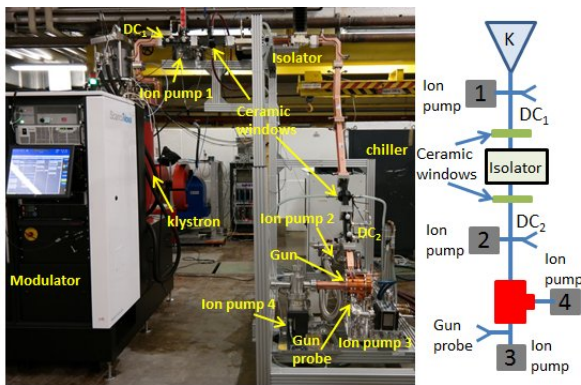 DC1
Ion pump 1
Isolator
Ceramic
windows
chiller
klystron
Ion pump 2
DC2
Gun
Modulator
Ion pump 4
Gun
probe
Ion pump 3
K
Ion
pump
1
DC1
Ceramic
windows
Isolator
DC2
Ion
pump
2
Ion
pump
4
Gun
probe
3
Ion
pump